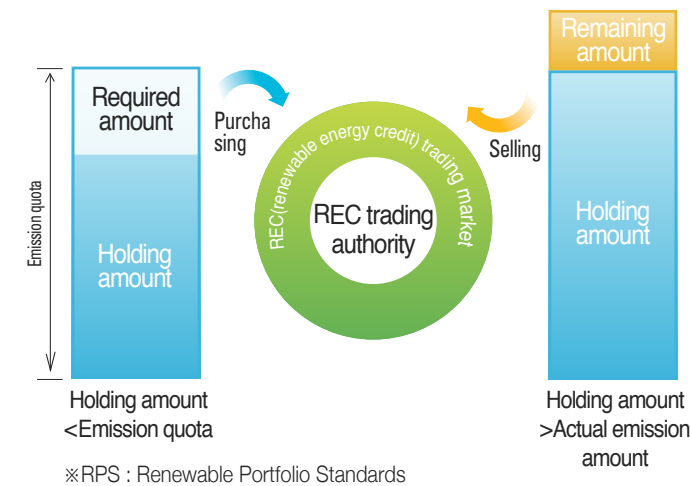 Required
amount
Holding
amount
Emission quota
Holding amount
<Emission quota
Purcha
sing
REC(renewable energy credit) trading market
REC trading
authority
Selling
Remaining
amount
Holding
amount
Holding amount
>Actual emission
amount
※RPS : Renewable Portfolio Standards